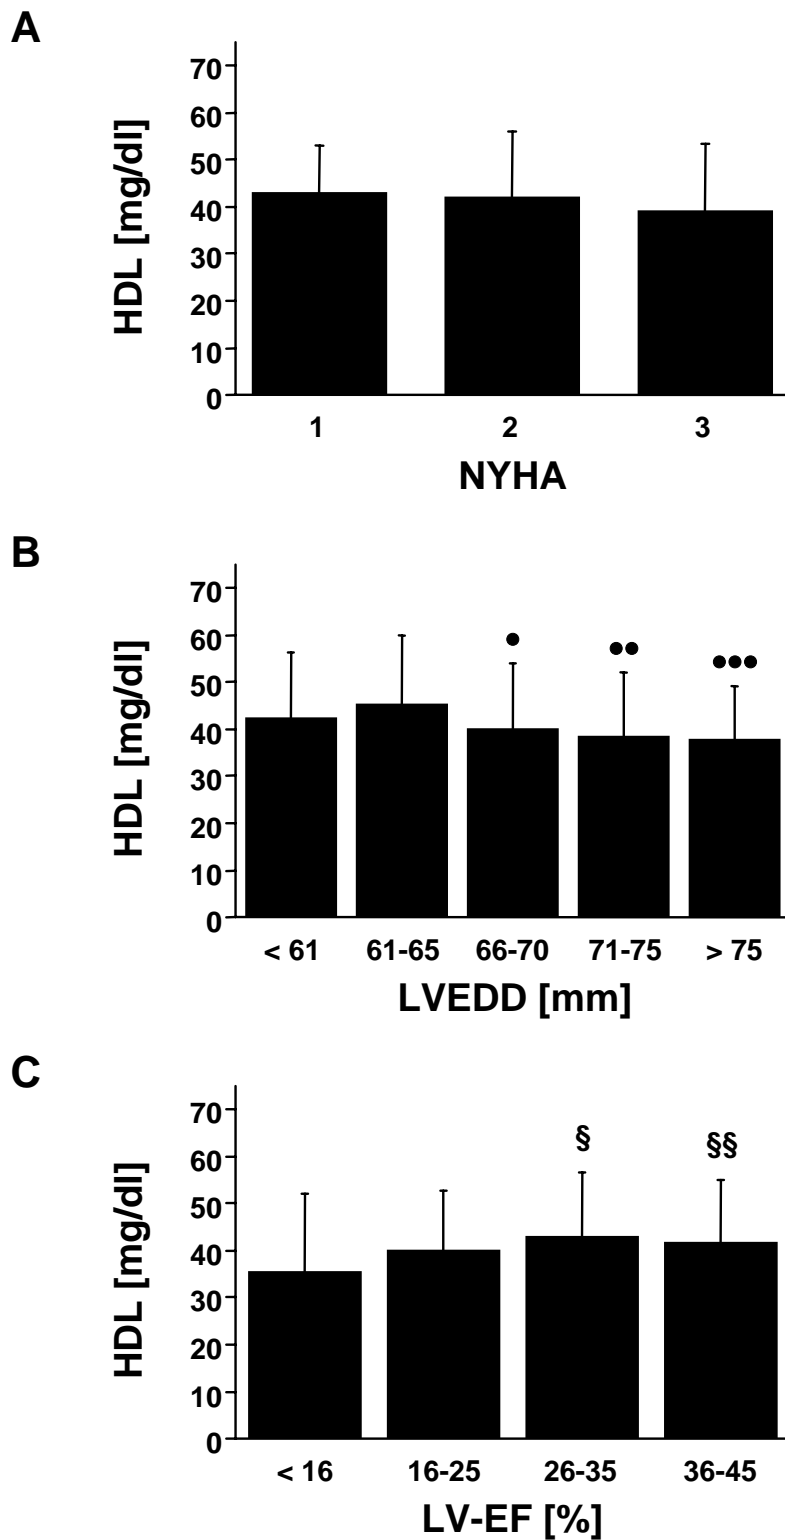 A
HDL [mg/dl]
70
60
50
40
30
20
10
0
1 2 3
NYHA
B
HDL [mg/dl]
70
60
50
40
30
20
10
0
• •• •••
< 61 61-65 66-70 71-75 > 75
LVEDD [mm]
C
HDL [mg/dl]
70
60
50
40
30
20
10
0
§ §§
< 16 16-25 26-35 36-45
LV-EF [%]